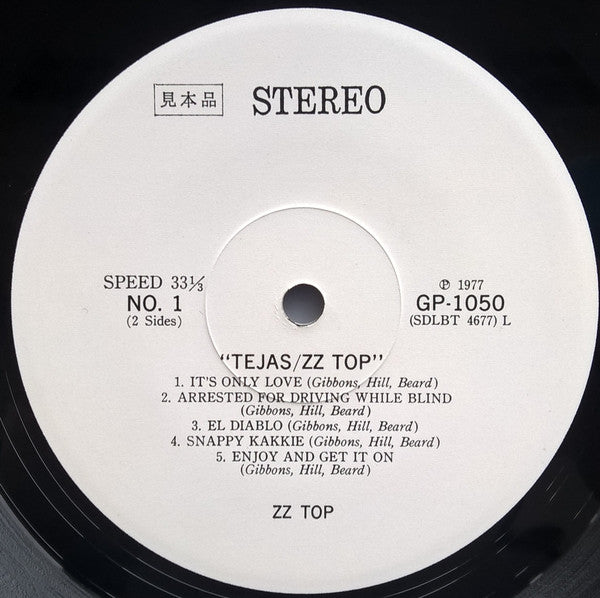 見本品 STEREO
SPEED 33⅓ ℗ 1977
NO. 1 GP-1050
(2 Sides) (SDLBT 4677) L
"TEJAS/ZZ TOP"
1. IT'S ONLY LOVE (Gibbons, Hill, Beard)
2. ARRESTED FOR DRIVING WHILE BLIND
(Gibbons, Hill, Beard)
3. EL DIABLO (Gibbons, Hill, Beard)
4. SNAPPY KAKKIE (Gibbons, Hill, Beard)
5. ENJOY AND GET IT ON
(Gibbons, Hill, Beard)
ZZ TOP